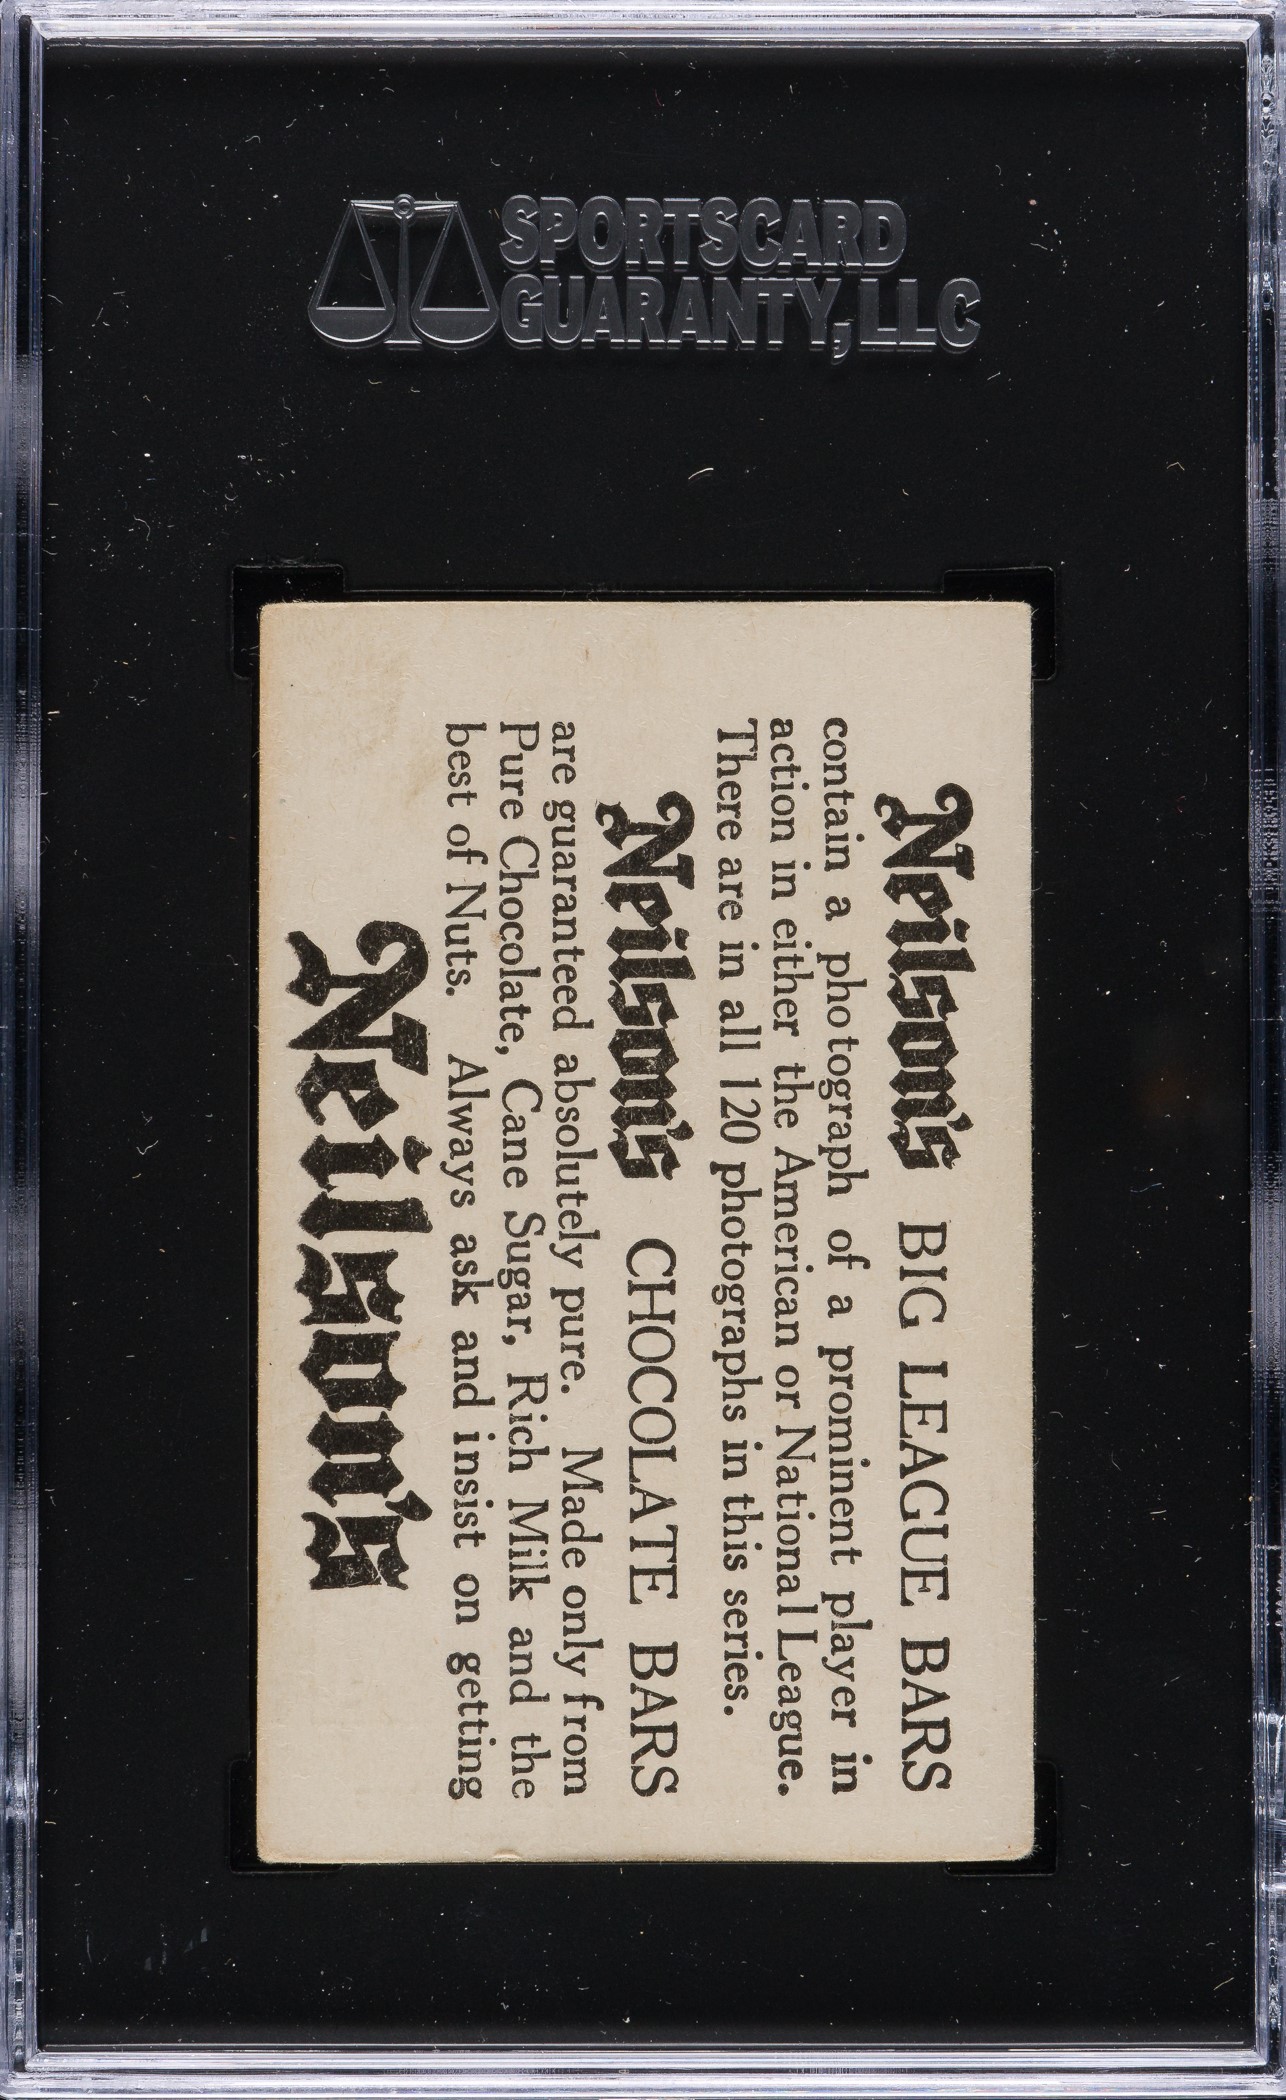 SPORTSCARD
GUARANTY, LLC
Neilson's BIG LEAGUE BARS
contain a photograph of a prominent player in
action in either the American or National League.
There are in all 120 photographs in this series.
Neilson's CHOCOLATE BARS
are guaranteed absolutely pure. Made only from
Pure Chocolate, Cane Sugar, Rich Milk and the
best of Nuts. Always ask and insist on getting
Neilson's